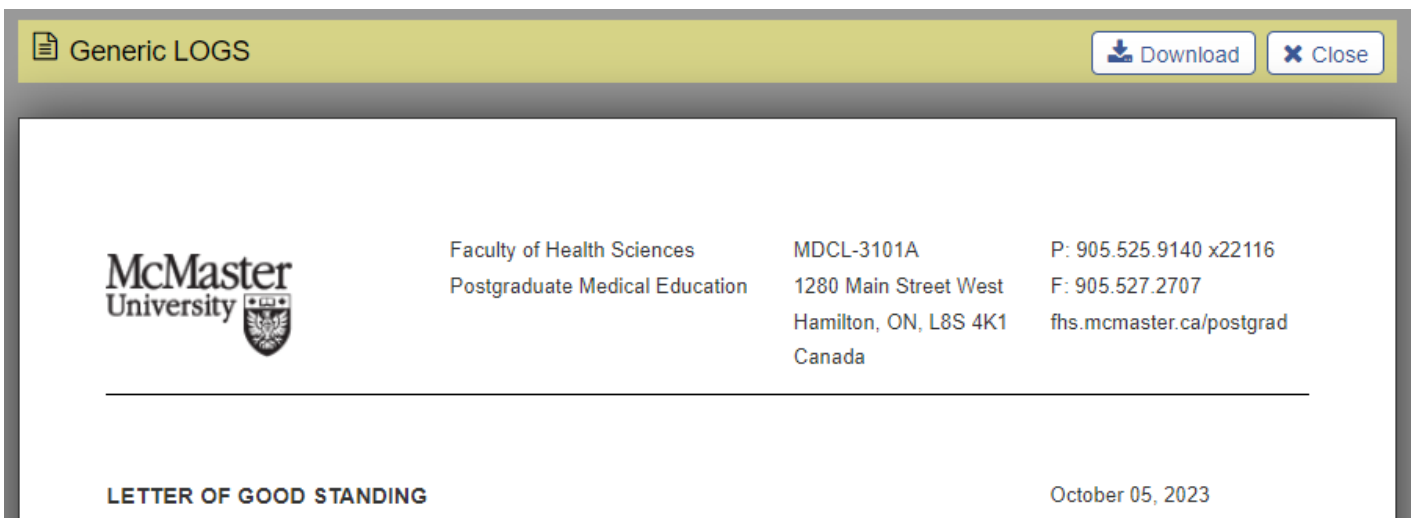 Generic LOGS
Download
Close
McMaster
University
Faculty of Health Sciences
Postgraduate Medical Education
MDCL-3101A
1280 Main Street West
Hamilton, ON, L8S 4K1
Canada
P: 905.525.9140 x22116
F: 905.527.2707
fhs.mcmaster.ca/postgrad
LETTER OF GOOD STANDING
October 05, 2023